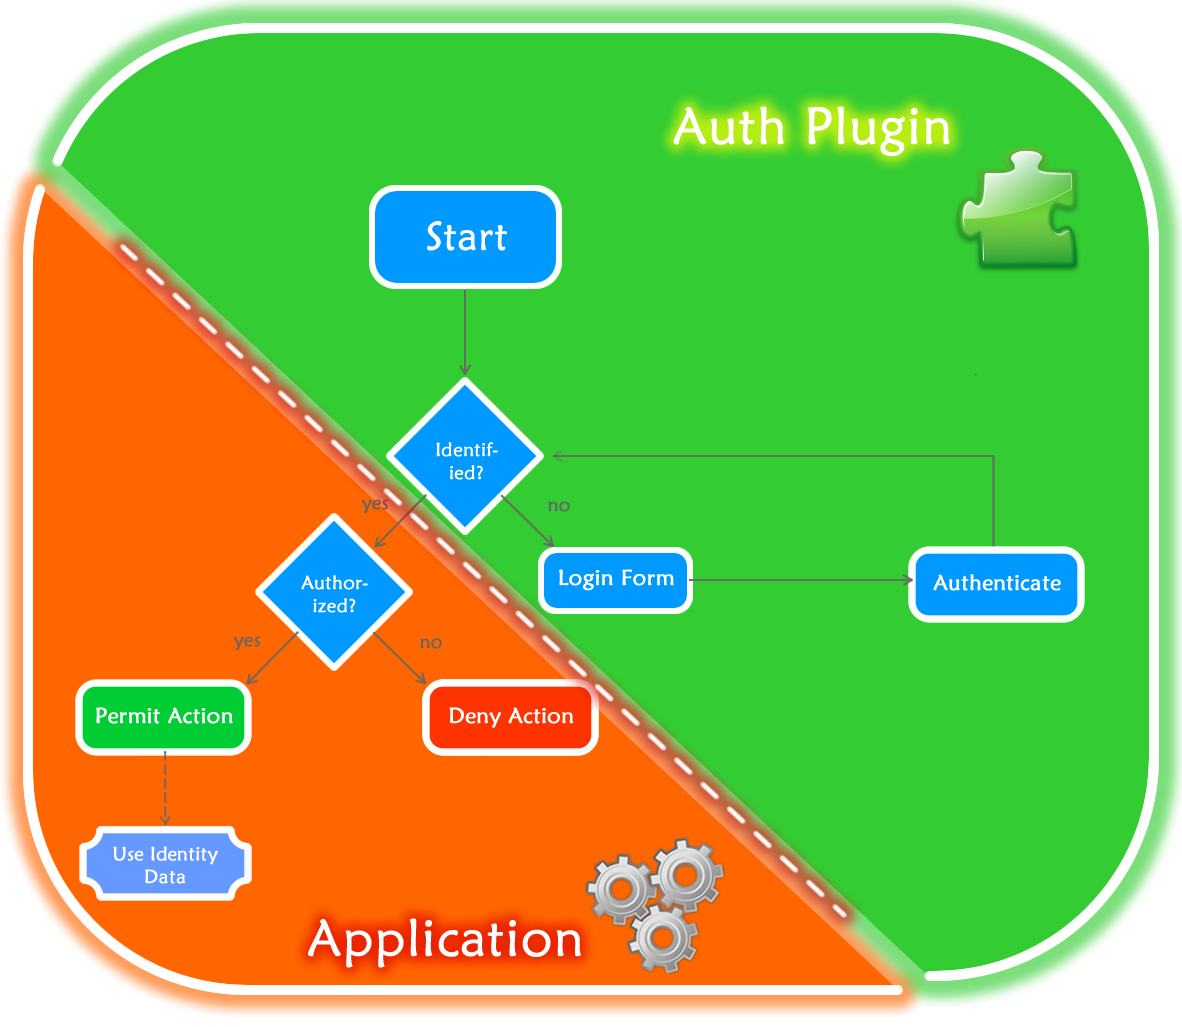 Auth Plugin
Start
Identif-
ied?
yes
no
Login Form
Authenticate
Author-
ized?
yes
no
Permit Action
Deny Action
Use Identity
Data
Application